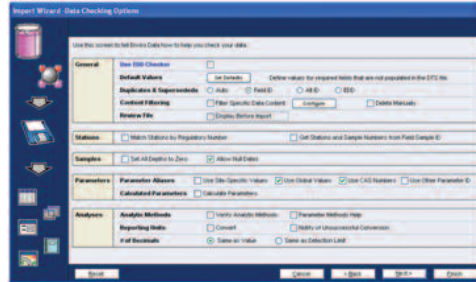 Import Wizard - Data Checking Options
Use this screen to tell Enviro Data how to help you check your data.
General Use EDD Checker
Default Values Set Defaults Define values for required fields that are not populated in the DTS file.
Duplicates & Superseded Auto Field ID Alt ID EDD
Content Filtering Filter Specific Data Content Configure Delete Manually
Review File Display Before Import
Stations Match Stations by Regulatory Number Get Stations and Sample Numbers from Field Sample ID
Samples Set All Depths to Zero Allow Null Dates
Parameters Parameter Aliases Use Site-Specific Values Use Global Values Use CAS Numbers Use Other Parameter ID
Calculated Parameters Calculate Parameters
Analyses Analytic Methods Verify Analytic Methods Parameter Methods Help
Reporting Units Convert Notify of Unsuccessful Conversion
# of Decimals Same as Value Same as Detection Limit
Reset Cancel < Back Next > Finish